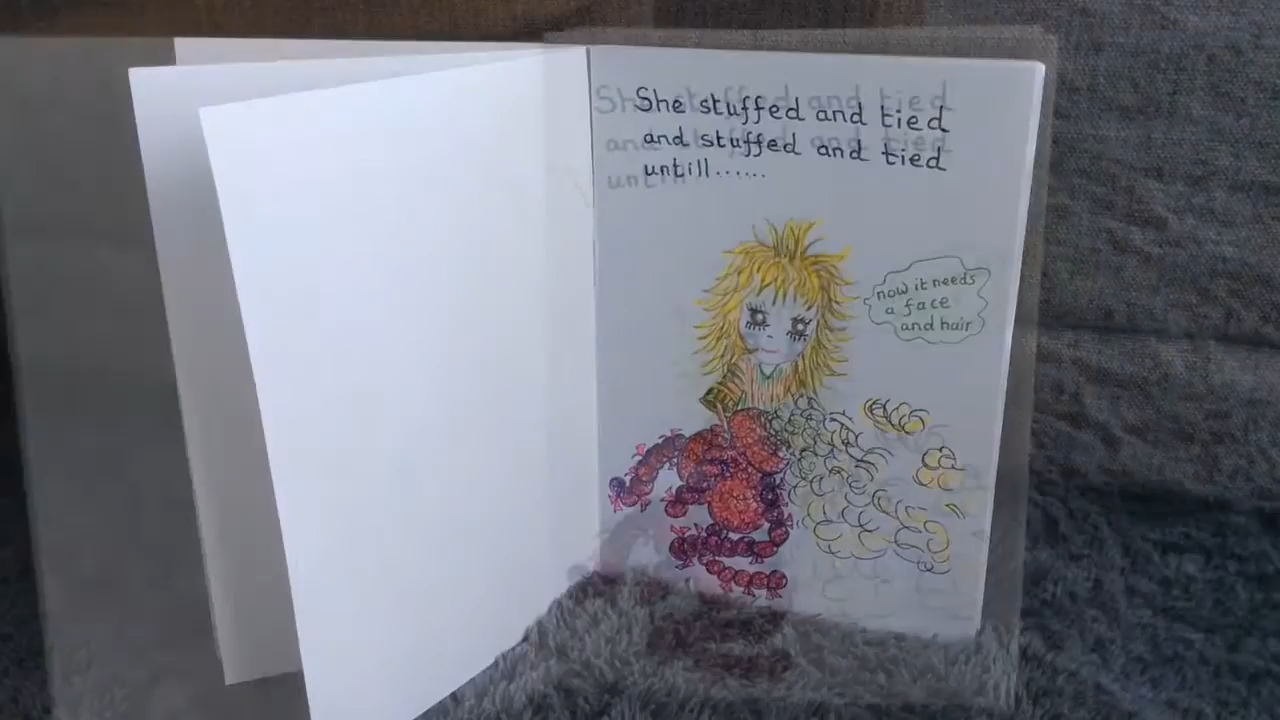 She stuffed and tied
and stuffed and tied
untill......
now it needs
a face
and hair